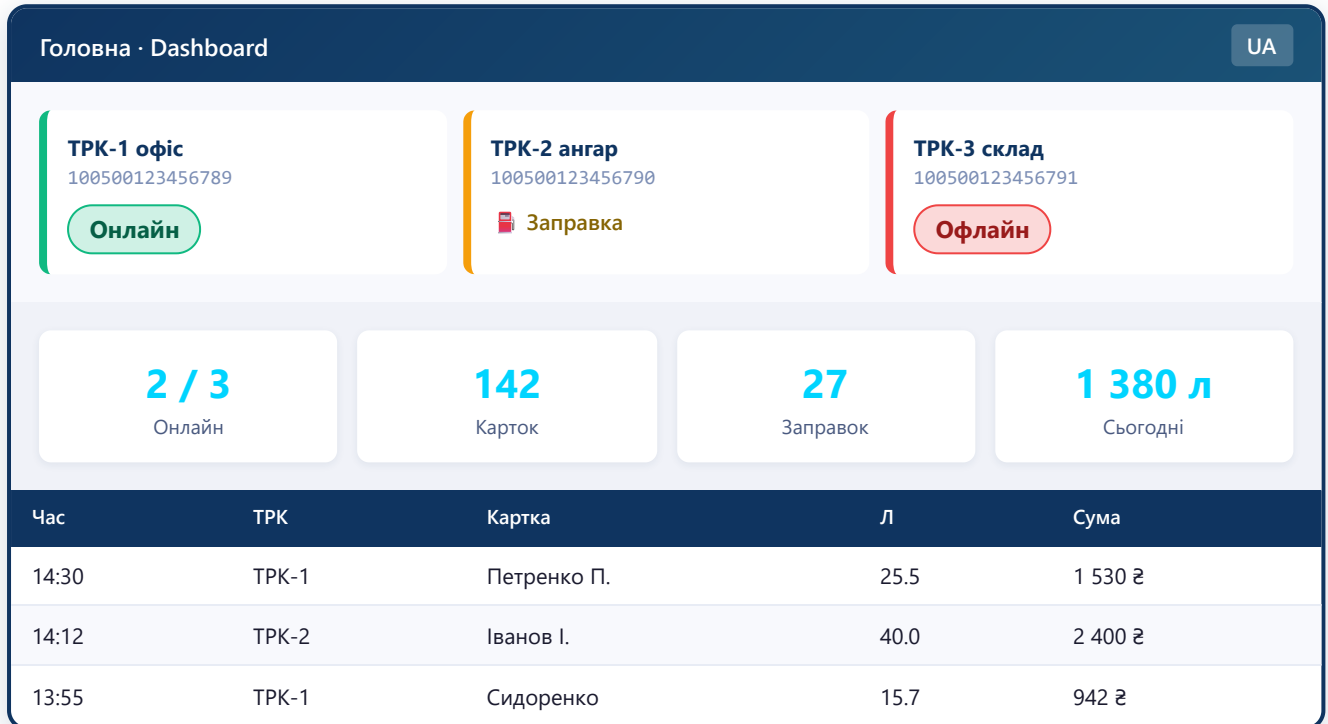 Головна · Dashboard UA
ТРК-1 офіс
100500123456789
Онлайн
ТРК-2 ангар
100500123456790
Заправка
ТРК-3 склад
100500123456791
Офлайн
2 / 3
Онлайн
142
Карток
27
Заправок
1 380 л
Сьогодні
Час ТРК Картка Л Сума
14:30 ТРК-1 Петренко П. 25.5 1 530 ₴
14:12 ТРК-2 Іванов І. 40.0 2 400 ₴
13:55 ТРК-1 Сидоренко 15.7 942 ₴